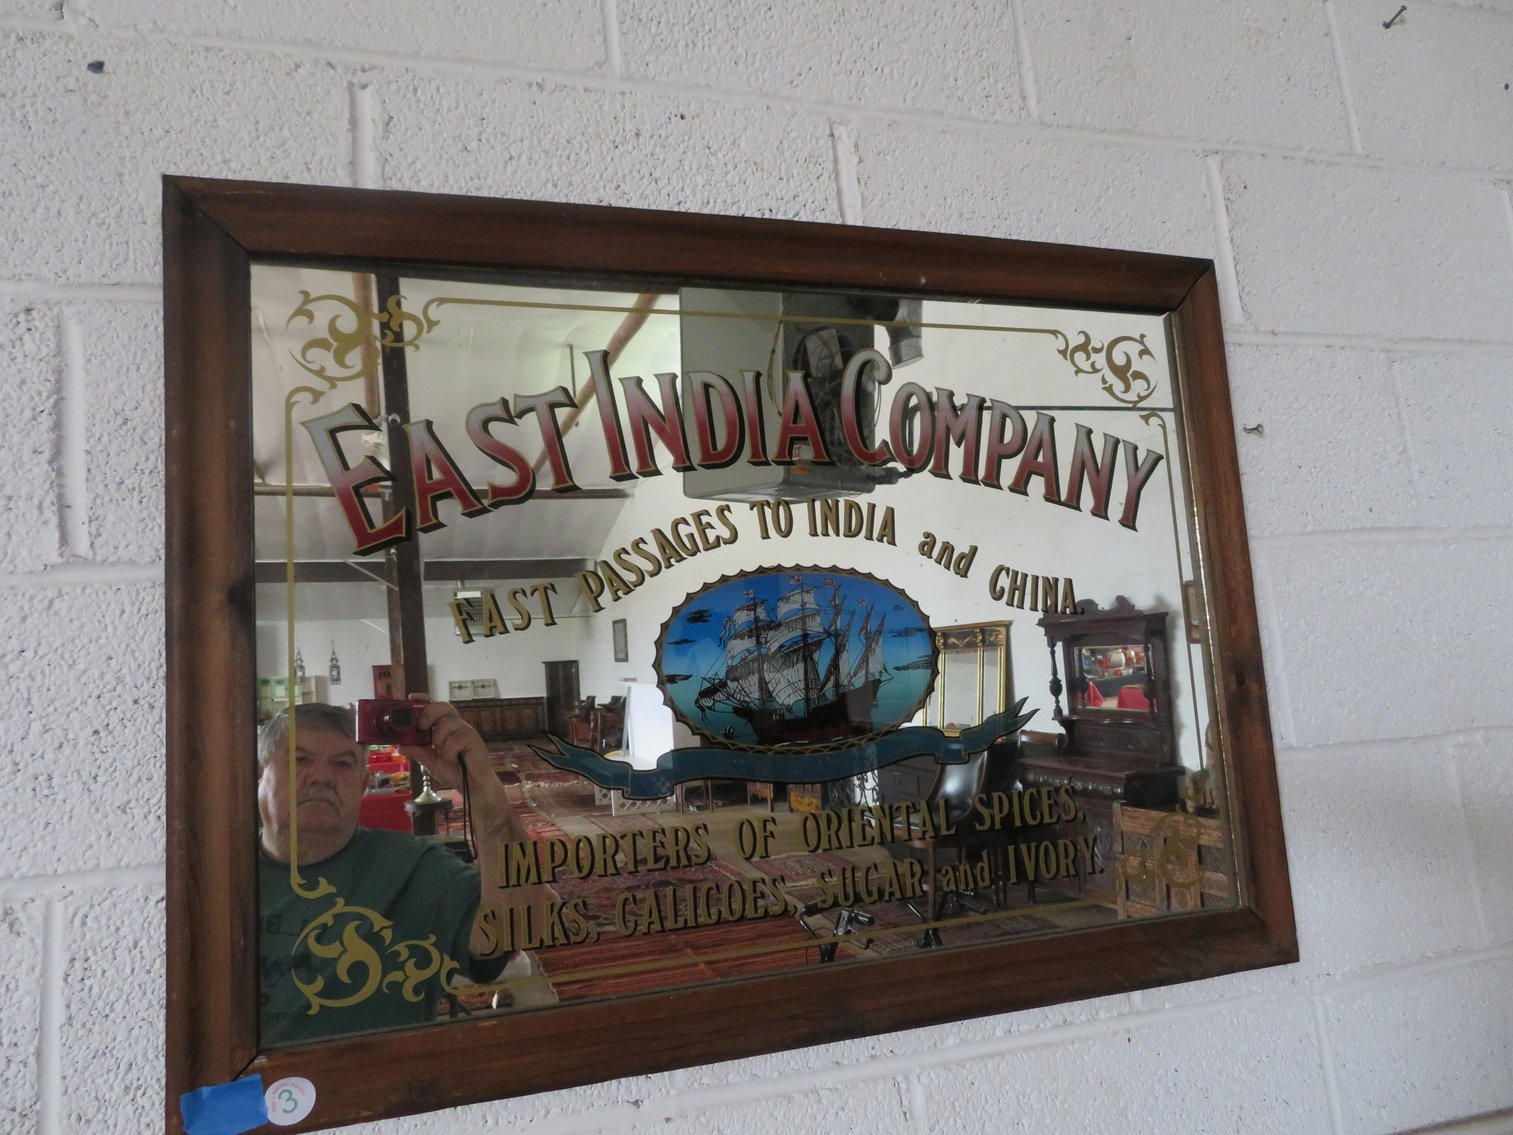 EAST INDIA COMPANY
FAST PASSAGES TO INDIA and CHINA.
IMPORTERS OF ORIENTAL SPICES,
SILKS, CALICOES, SUGAR and IVORY.
3